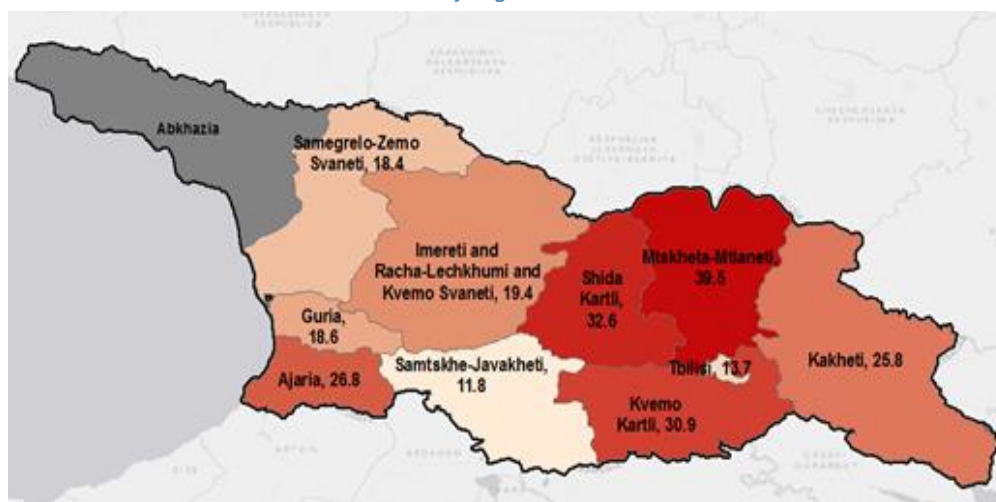 Abkhazia
Samegrelo-Zemo
Svaneti, 18.4
Imereti and
Racha-Lechkhumi and
Kvemo Svaneti, 19.4
Mtskheta-Mtianeti,
39.5
Shida
Kartli,
32.6
Guria,
18.6
Ajaria, 26.8
Samtskhe-Javakheti,
11.8
Tbilisi, 13.7
Kakheti, 25.8
Kvemo
Kartli, 30.9